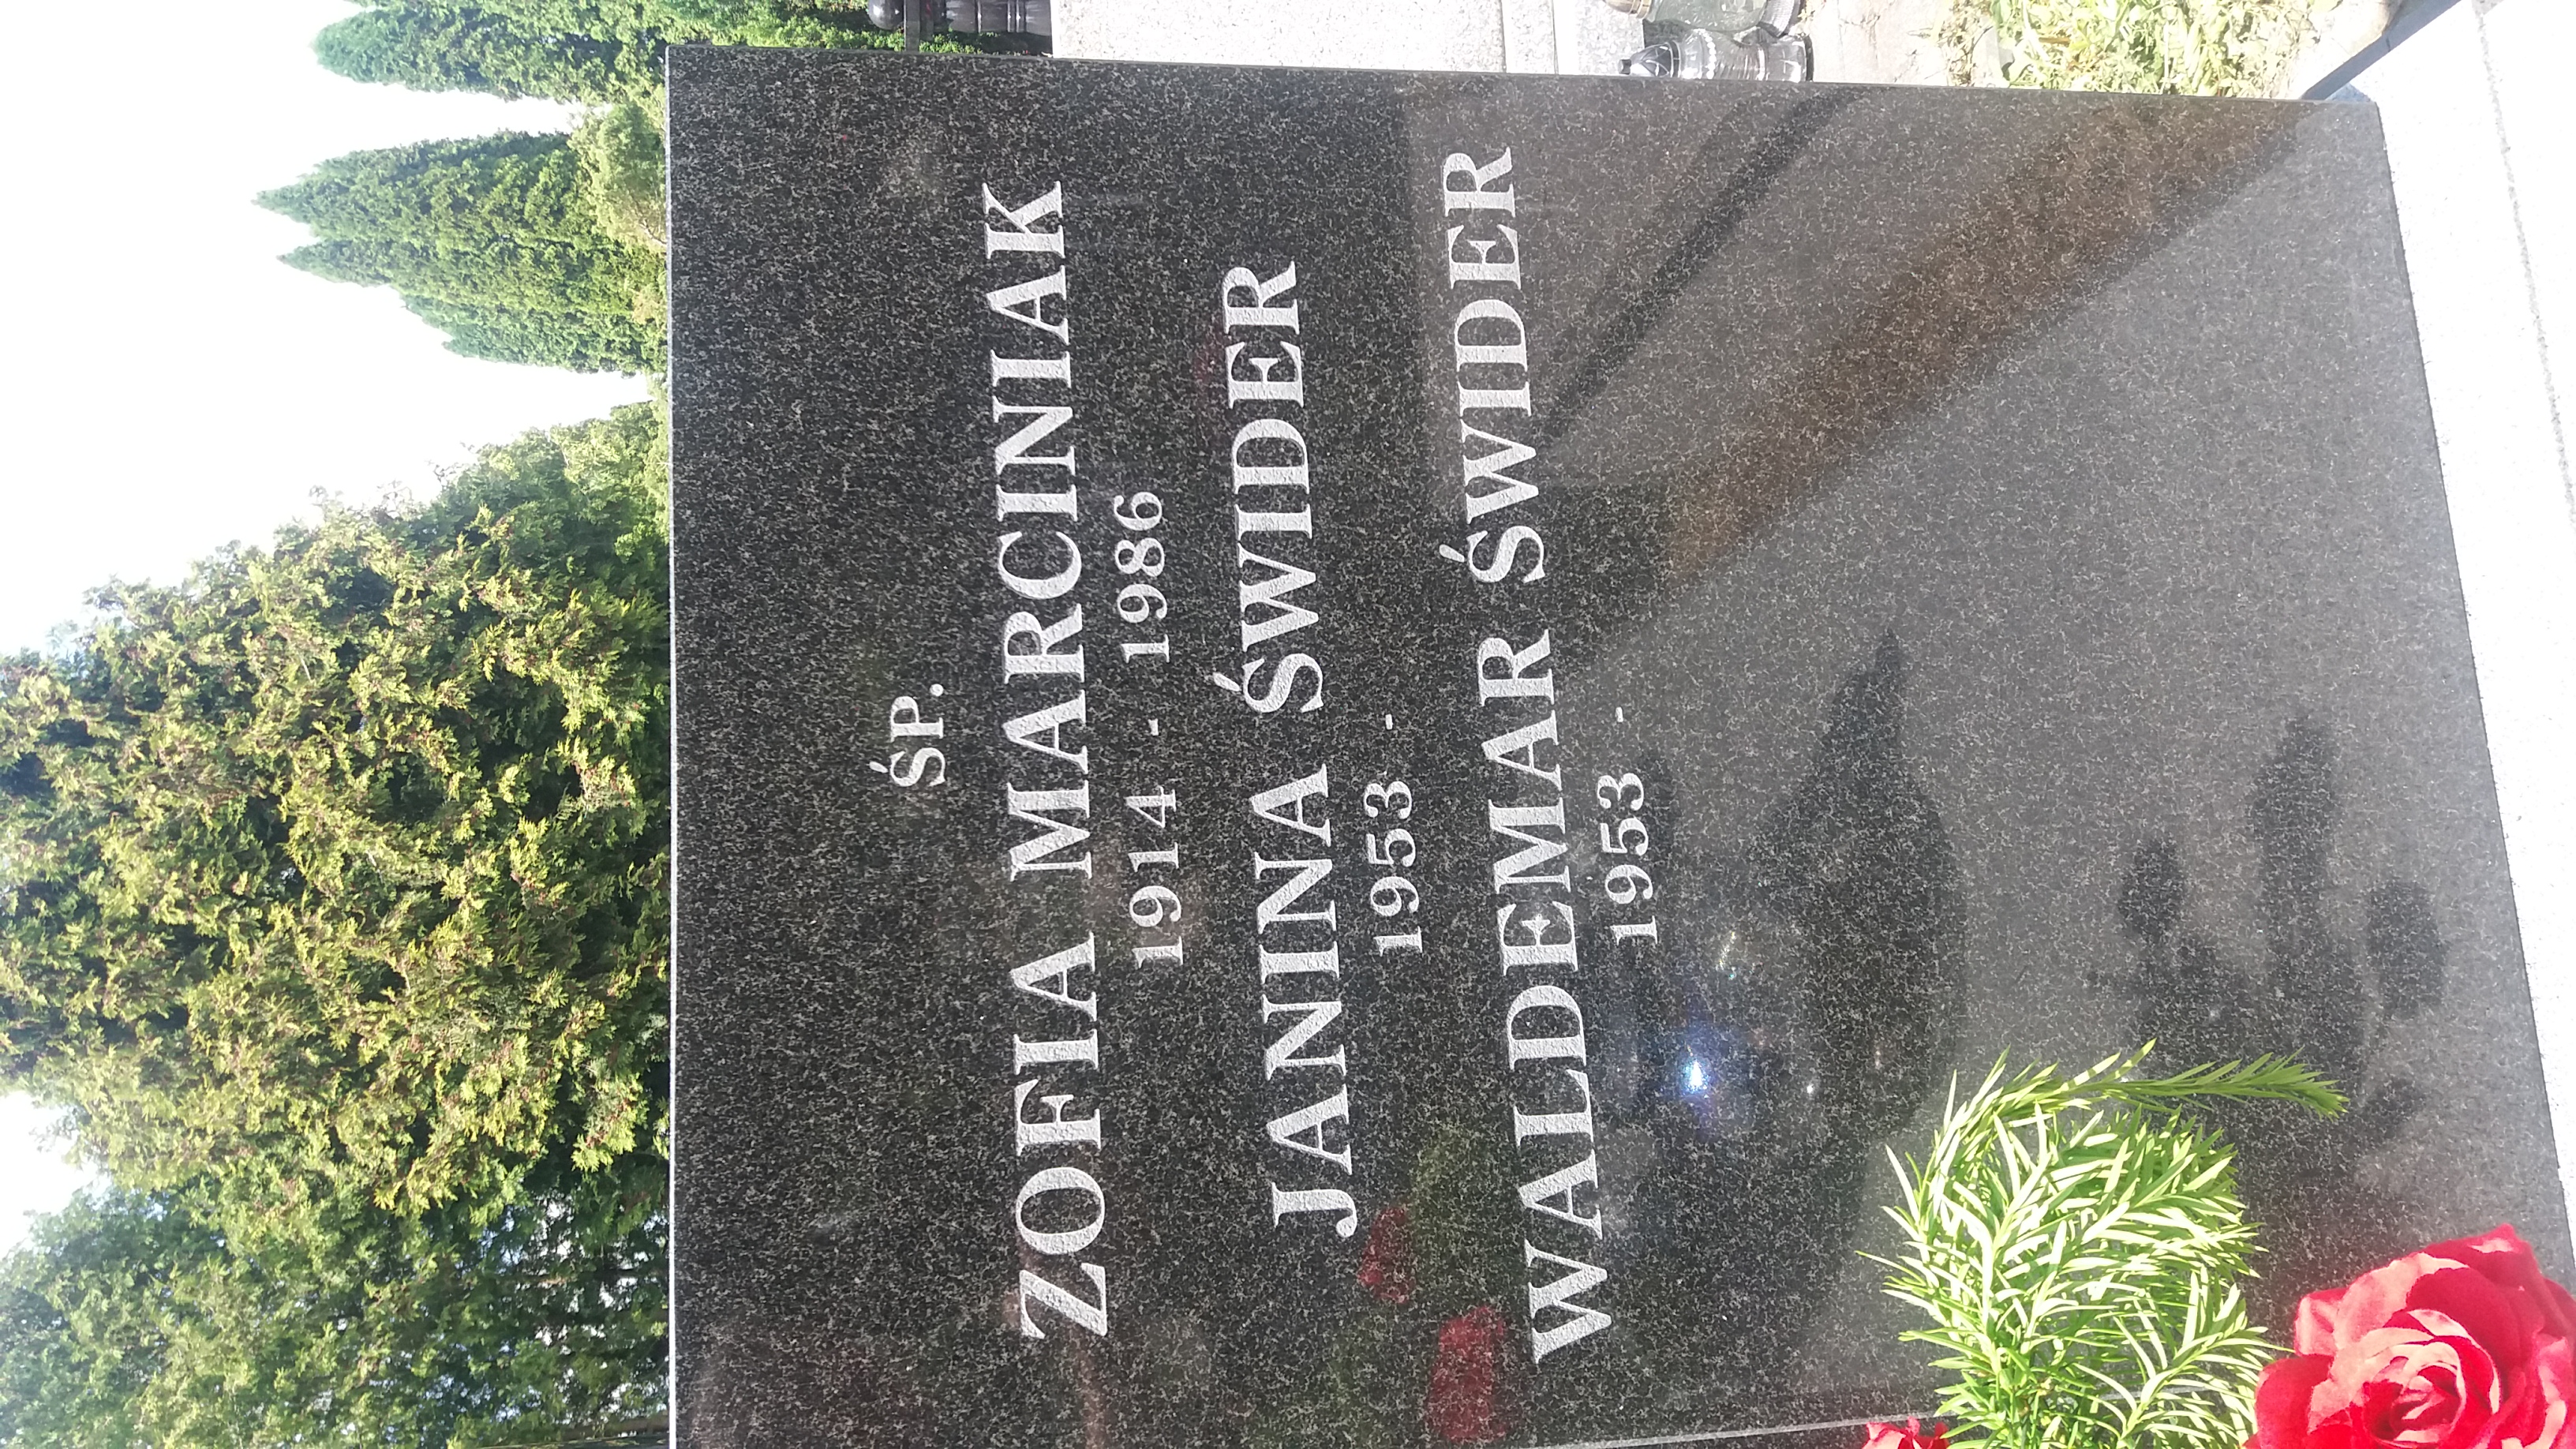 ŚP.
ZOFIA MARCINIAK
1914 - 1986
JANINA ŚWIDER
1953 -
WALDEMAR ŚWIDER
1953 -